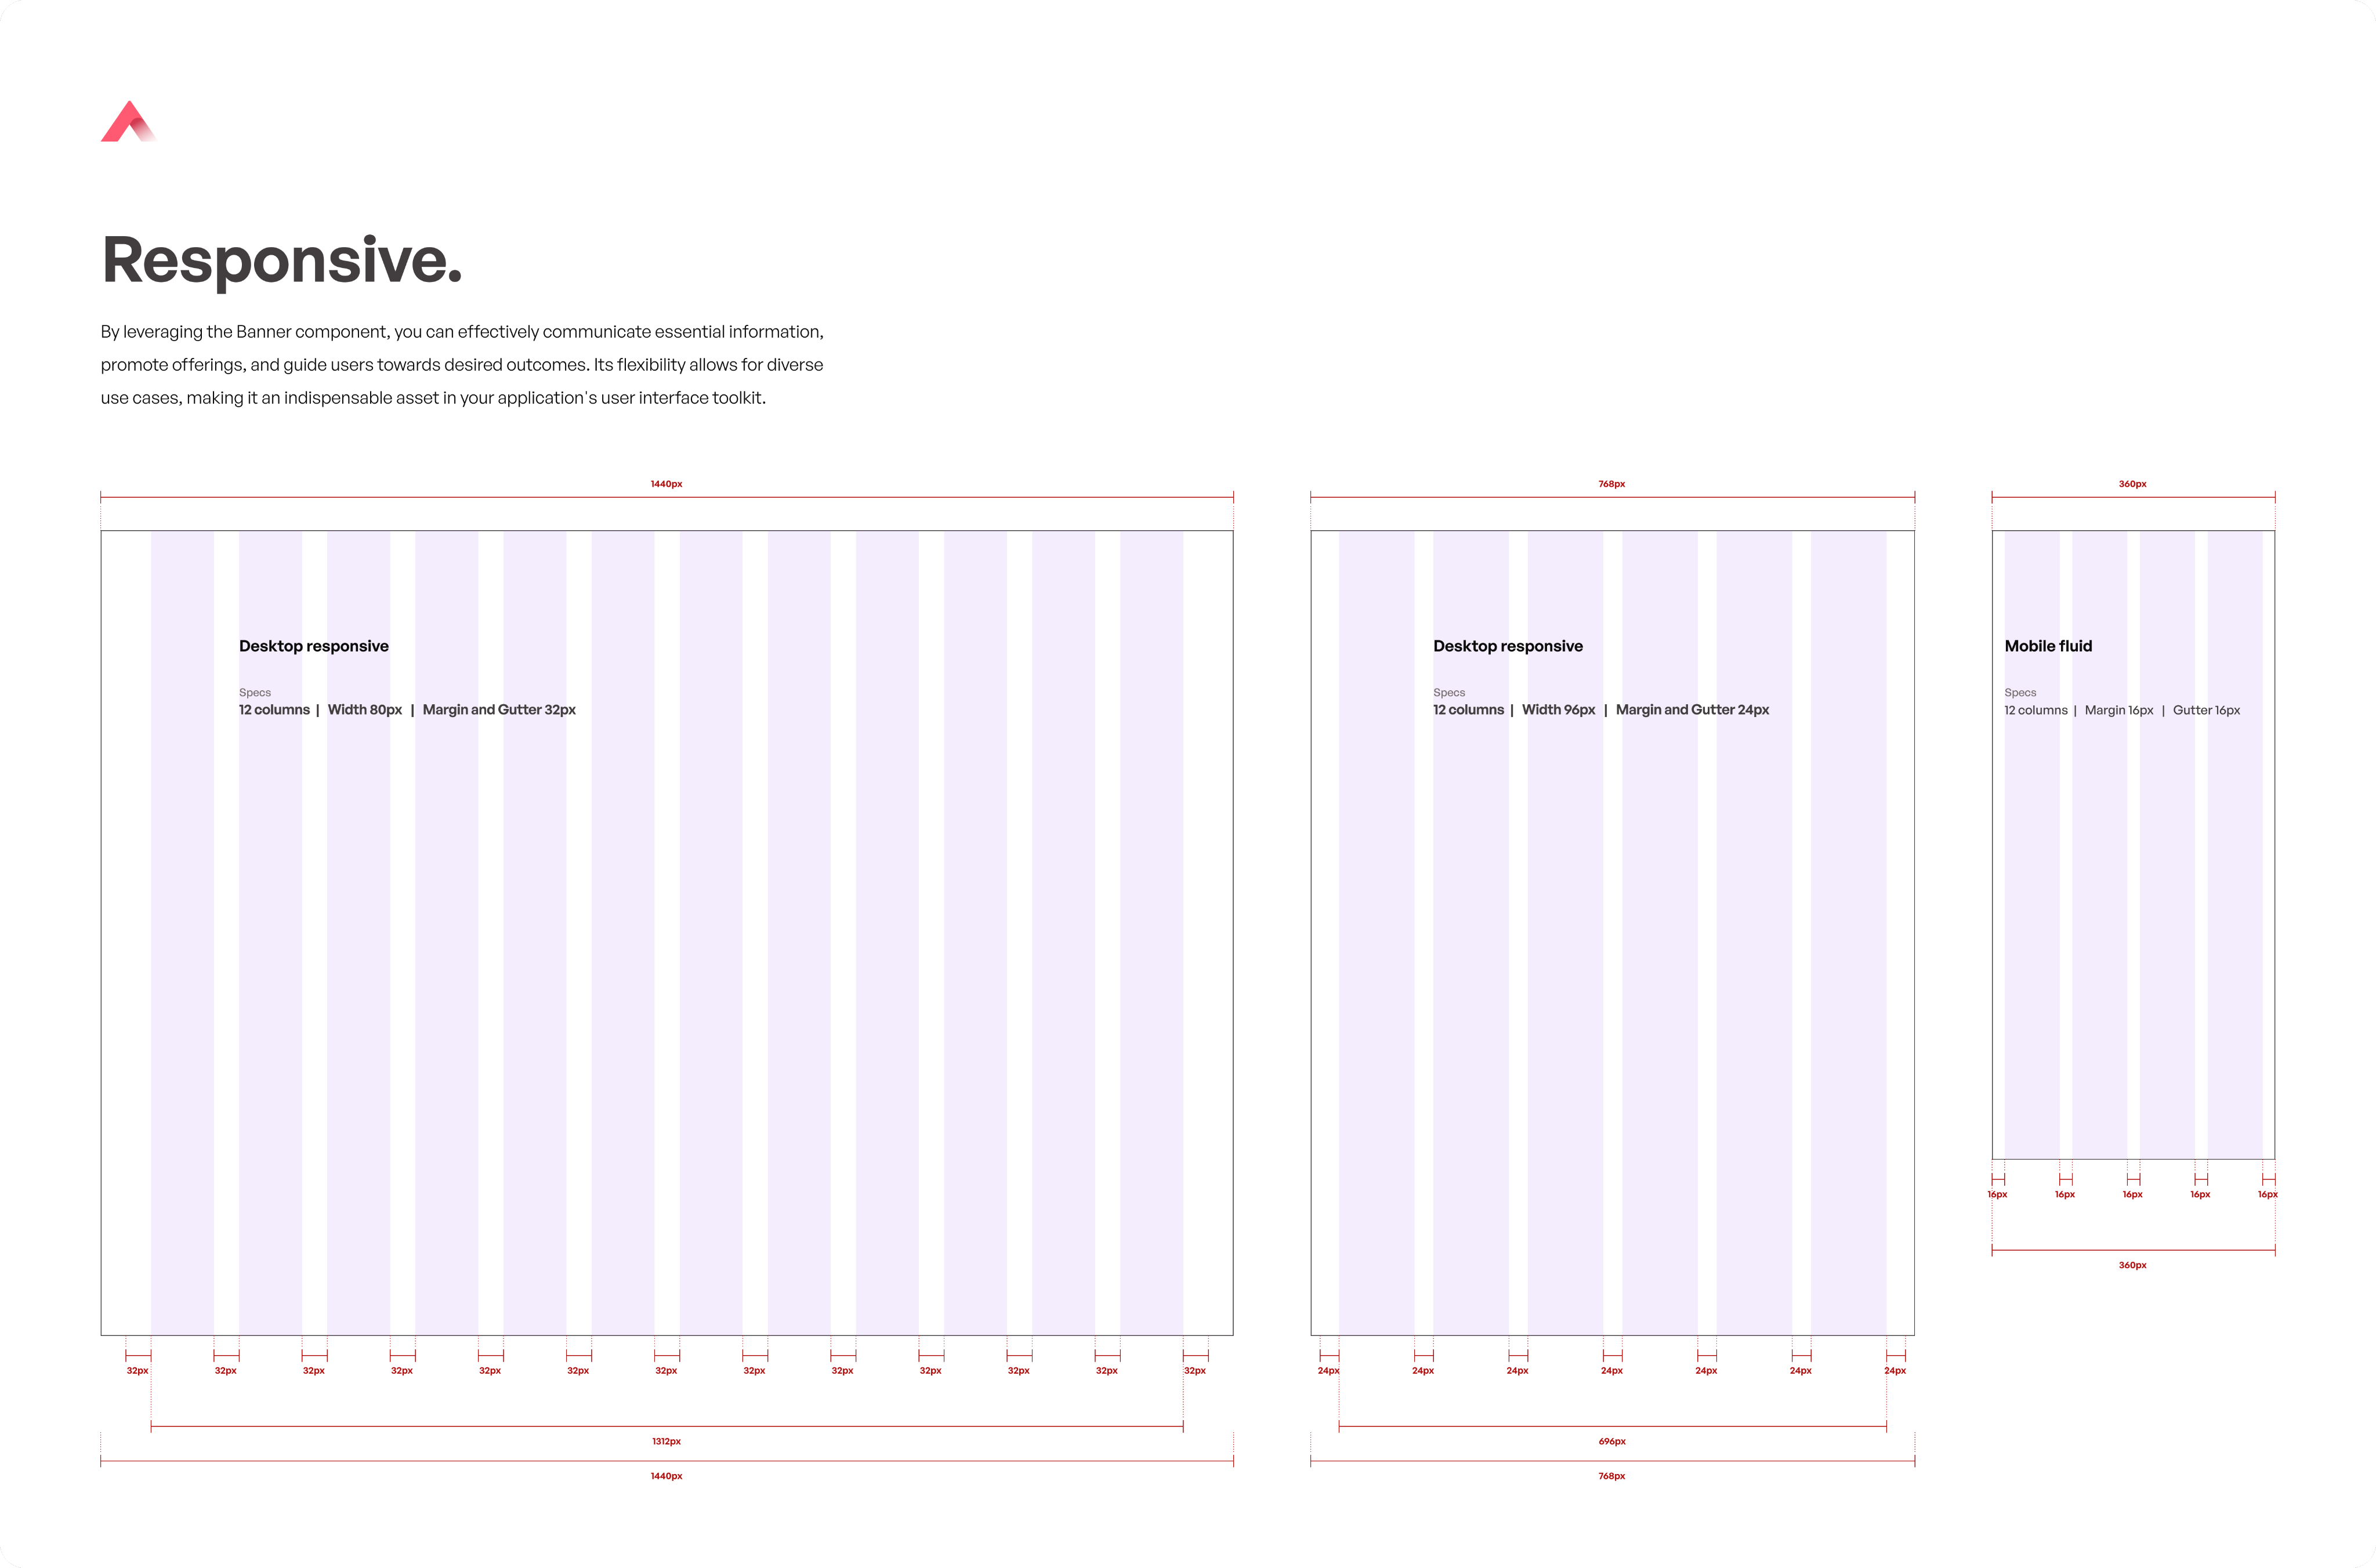 Responsive.
By leveraging the Banner component, you can effectively communicate essential information,
promote offerings, and guide users towards desired outcomes. Its flexibility allows for diverse
use cases, making it an indispensable asset in your application's user interface toolkit.
1440px
Desktop responsive
Specs
12 columns | Width 80px | Margin and Gutter 32px
32px 32px 32px 32px 32px 32px 32px 32px 32px 32px 32px 32px 32px
1312px
1440px
768px
Desktop responsive
Specs
12 columns | Width 96px | Margin and Gutter 24px
24px 24px 24px 24px 24px 24px 24px
696px
768px
360px
Mobile fluid
Specs
12 columns | Margin 16px | Gutter 16px
16px 16px 16px 16px 16px
360px